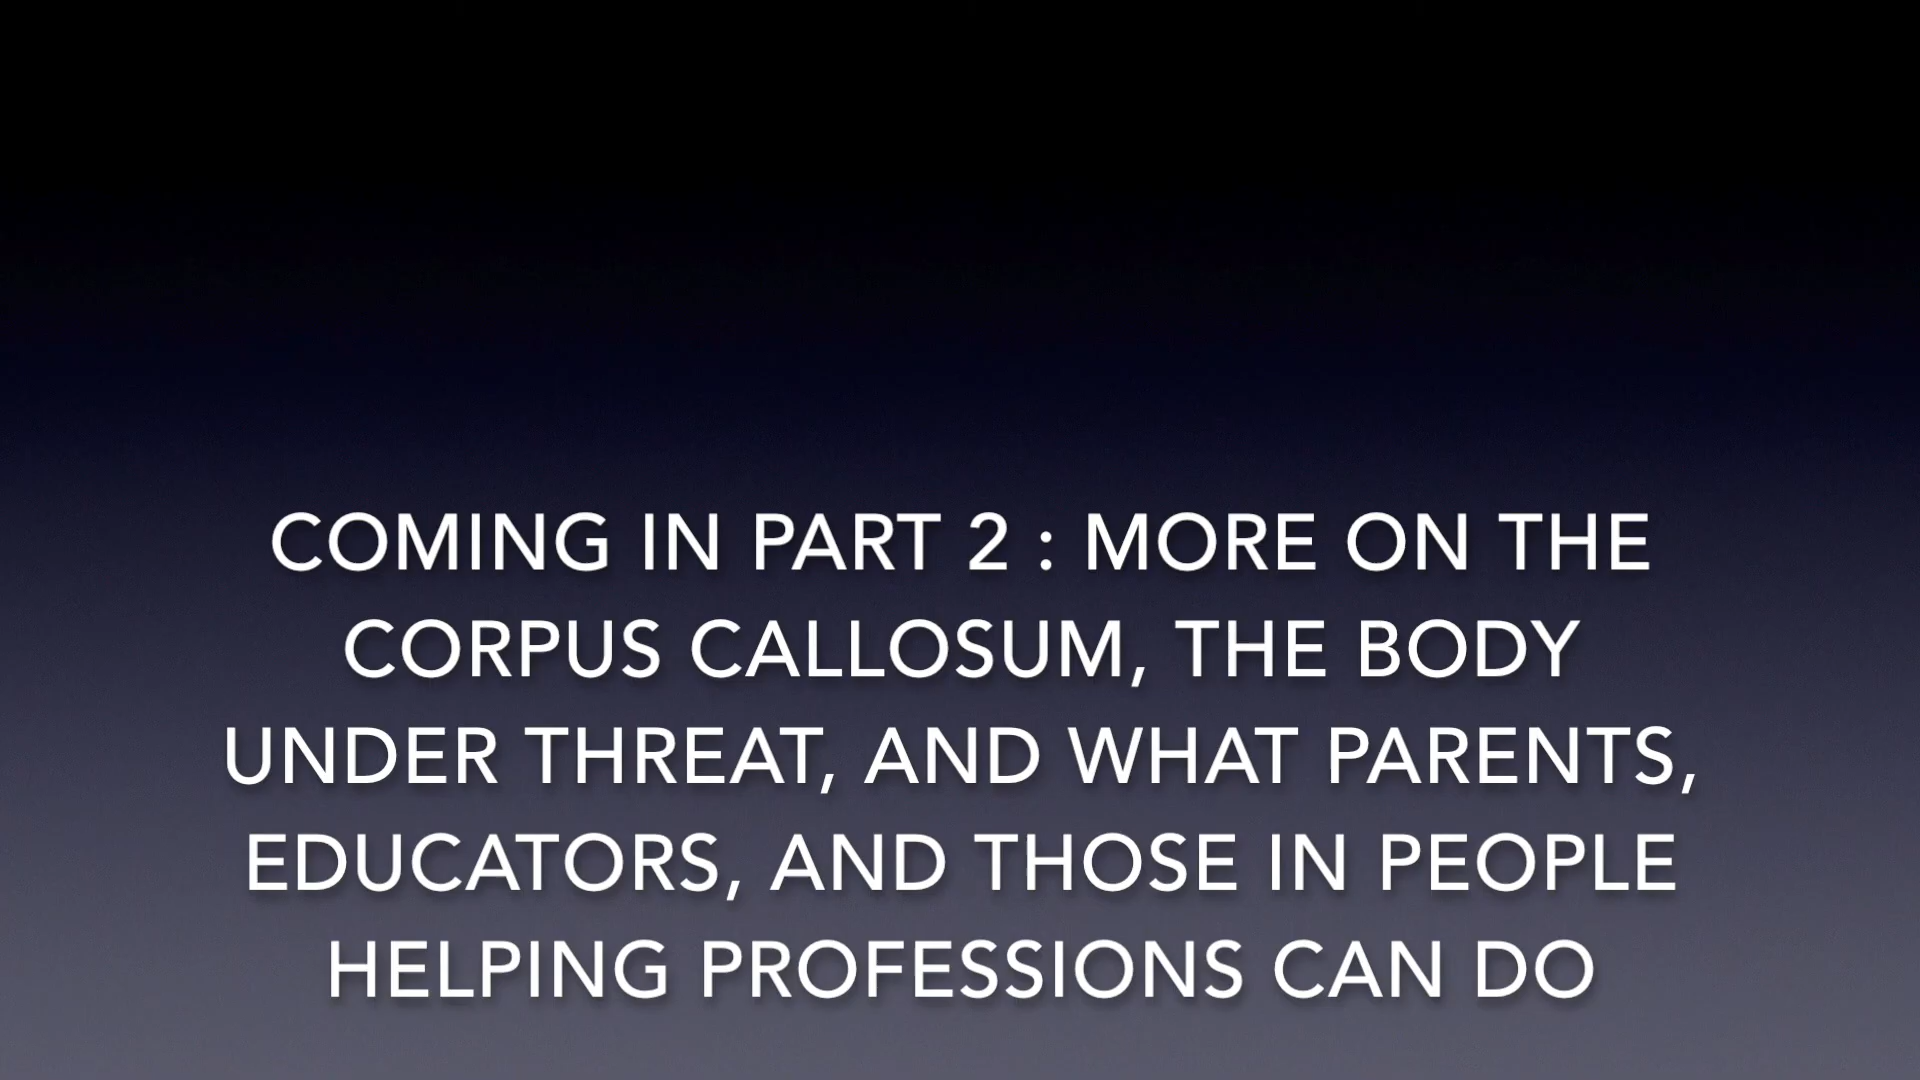 COMING IN PART 2 : MORE ON THE
CORPUS CALLOSUM, THE BODY
UNDER THREAT, AND WHAT PARENTS,
EDUCATORS, AND THOSE IN PEOPLE
HELPING PROFESSIONS CAN DO